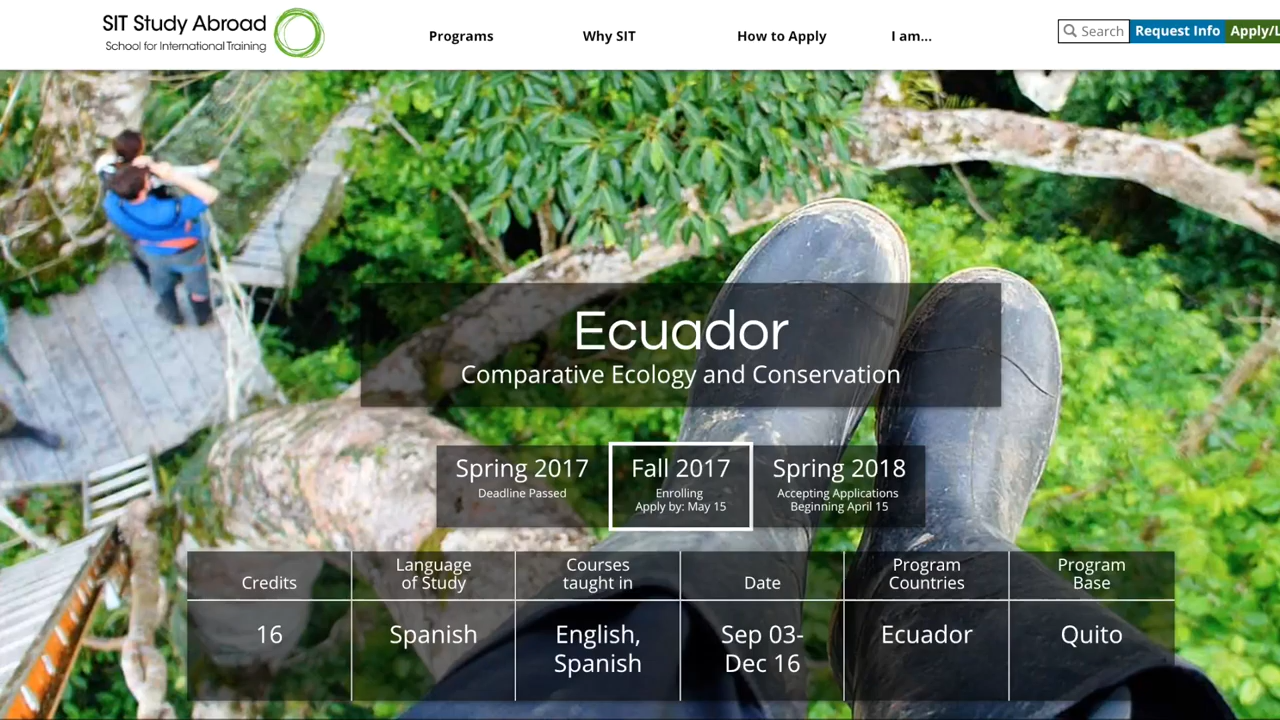 SIT Study Abroad
School for International Training
Programs
Why SIT
How to Apply
I am...
Search
Request Info
Apply/L
Ecuador
Comparative Ecology and Conservation
Spring 2017
Deadline Passed
Fall 2017
Enrolling
Apply by: May 15
Spring 2018
Accepting Applications
Beginning April 15
Credits
Language
of Study
Courses
taught in
Date
Program
Countries
Program
Base
16
Spanish
English,
Spanish
Sep 03-
Dec 16
Ecuador
Quito